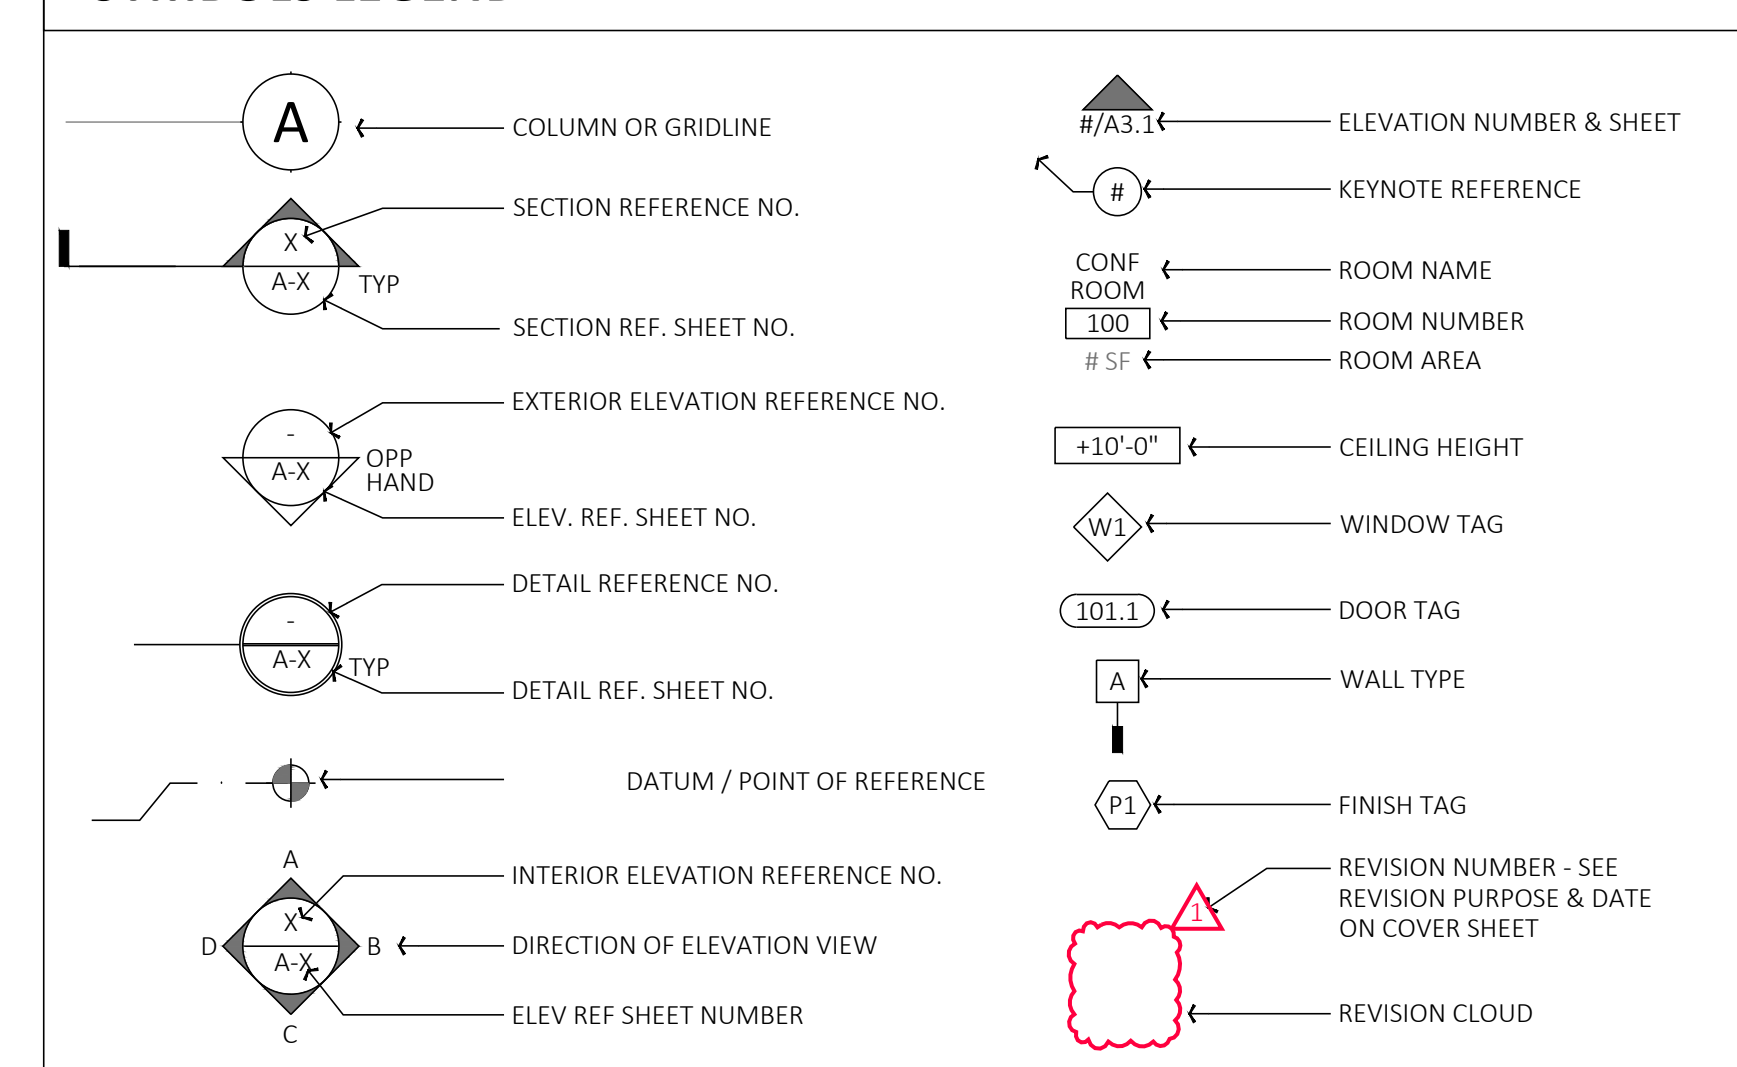 SYMBOLS LEGEND
A
COLUMN OR GRIDLINE
SECTION REFERENCE NO.
X
A-X
TYP
SECTION REF. SHEET NO.
EXTERIOR ELEVATION REFERENCE NO.
-
A-X
OPP
HAND
ELEV. REF. SHEET NO.
DETAIL REFERENCE NO.
-
A-X
TYP
DETAIL REF. SHEET NO.
DATUM / POINT OF REFERENCE
A
INTERIOR ELEVATION REFERENCE NO.
X
D
B
DIRECTION OF ELEVATION VIEW
A-X
ELEV REF SHEET NUMBER
C
#/A3.1
ELEVATION NUMBER & SHEET
#
KEYNOTE REFERENCE
CONF
ROOM
ROOM NAME
100
ROOM NUMBER
# SF
ROOM AREA
+10'-0"
CEILING HEIGHT
W1
WINDOW TAG
101.1
DOOR TAG
A
WALL TYPE
P1
FINISH TAG
1
REVISION NUMBER - SEE
REVISION PURPOSE & DATE
ON COVER SHEET
REVISION CLOUD